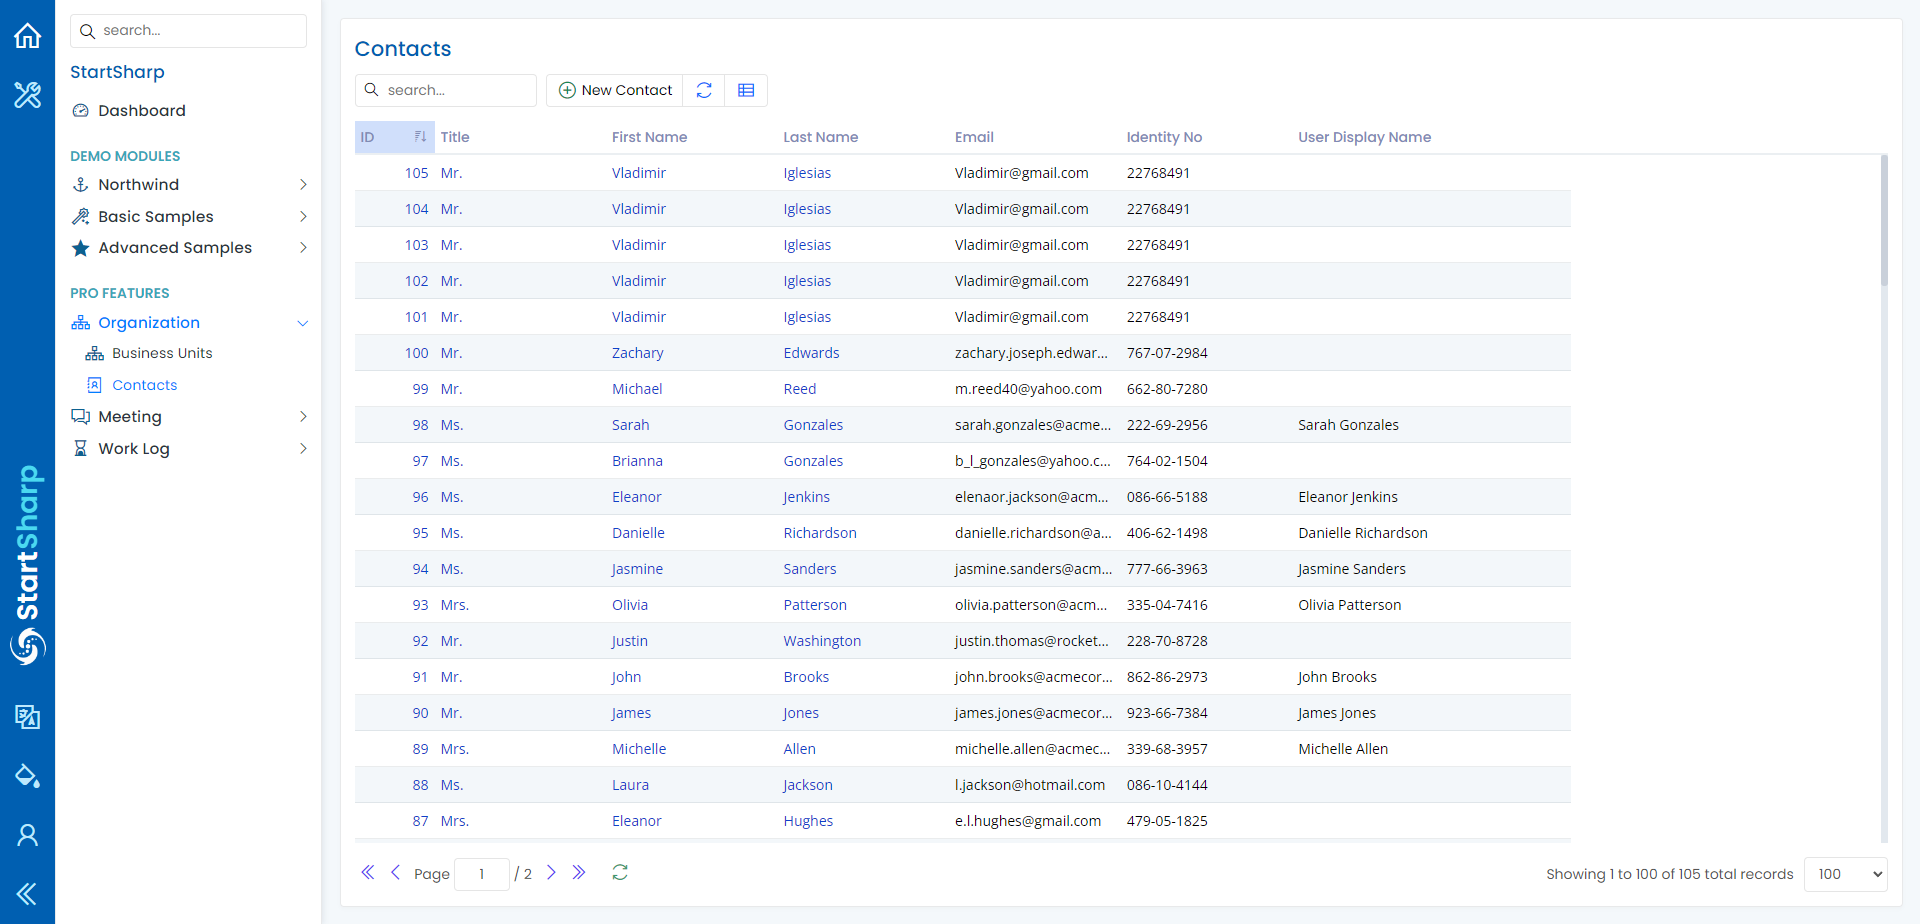 search...
StartSharp
Dashboard
DEMO MODULES
Northwind
Basic Samples
Advanced Samples
PRO FEATURES
Organization
Business Units
Contacts
Meeting
Work Log
StartSharp
Contacts
search...
New Contact
ID Title First Name Last Name Email Identity No User Display Name
105 Mr. Vladimir Iglesias Vladimir@gmail.com 22768491
104 Mr. Vladimir Iglesias Vladimir@gmail.com 22768491
103 Mr. Vladimir Iglesias Vladimir@gmail.com 22768491
102 Mr. Vladimir Iglesias Vladimir@gmail.com 22768491
101 Mr. Vladimir Iglesias Vladimir@gmail.com 22768491
100 Mr. Zachary Edwards zachary.joseph.edwar... 767-07-2984
99 Mr. Michael Reed m.reed40@yahoo.com 662-80-7280
98 Ms. Sarah Gonzales sarah.gonzales@acme... 222-69-2956 Sarah Gonzales
97 Ms. Brianna Gonzales b_l_gonzales@yahoo.c... 764-02-1504
96 Ms. Eleanor Jenkins elenaor.jackson@acm... 086-66-5188 Eleanor Jenkins
95 Ms. Danielle Richardson danielle.richardson@a... 406-62-1498 Danielle Richardson
94 Ms. Jasmine Sanders jasmine.sanders@acm... 777-66-3963 Jasmine Sanders
93 Mrs. Olivia Patterson olivia.patterson@acm... 335-04-7416 Olivia Patterson
92 Mr. Justin Washington justin.thomas@rocket... 228-70-8728
91 Mr. John Brooks john.brooks@acmecor... 862-86-2973 John Brooks
90 Mr. James Jones james.jones@acmecor... 923-66-7384 James Jones
89 Mrs. Michelle Allen michelle.allen@acmec... 339-68-3957 Michelle Allen
88 Ms. Laura Jackson l.jackson@hotmail.com 086-10-4144
87 Mrs. Eleanor Hughes e.l.hughes@gmail.com 479-05-1825
Page 1 / 2
Showing 1 to 100 of 105 total records 100